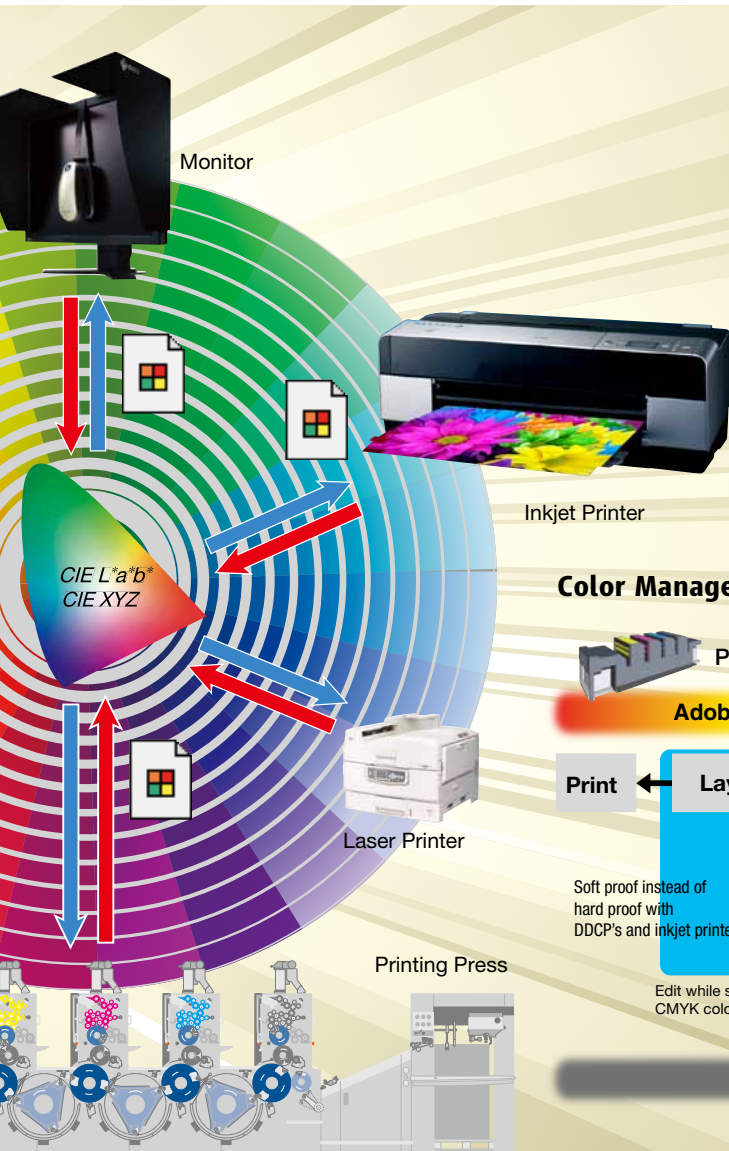 Monitor
Inkjet Printer
CIE L*a*b*
CIE XYZ
Color Manage
P
Adob
Print
Lay
Laser Printer
Soft proof instead of
hard proof with
DDCP's and inkjet printe
Printing Press
Edit while s
CMYK colo